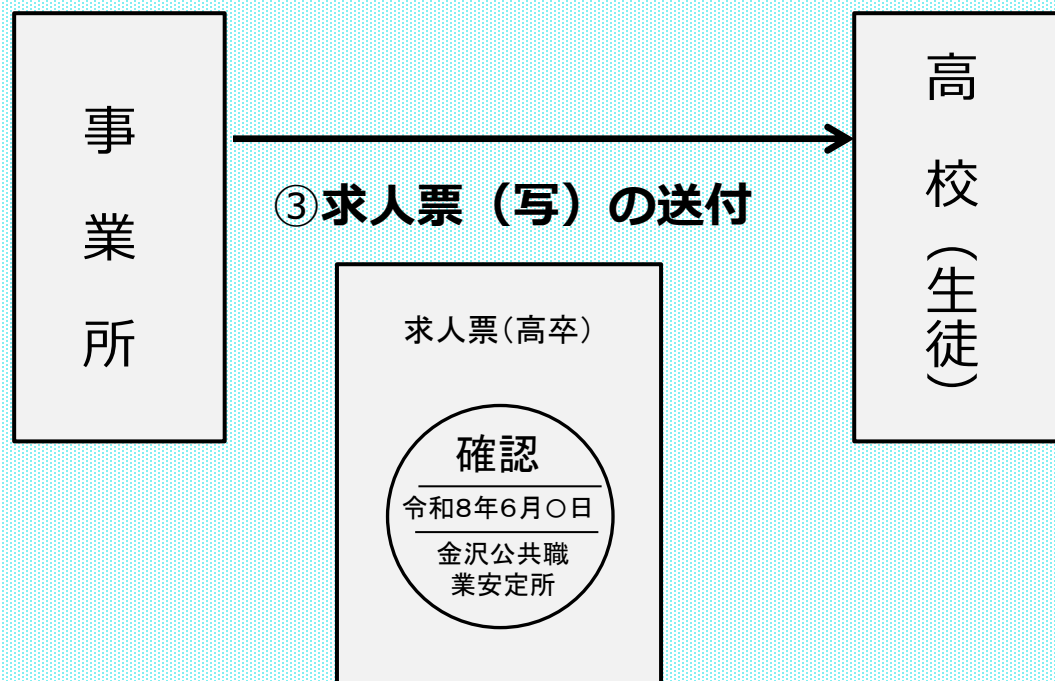 事業所
高校（生徒）
③求人票（写）の送付
求人票（高卒）
確認
令和8年6月○日
金沢公共職
業安定所